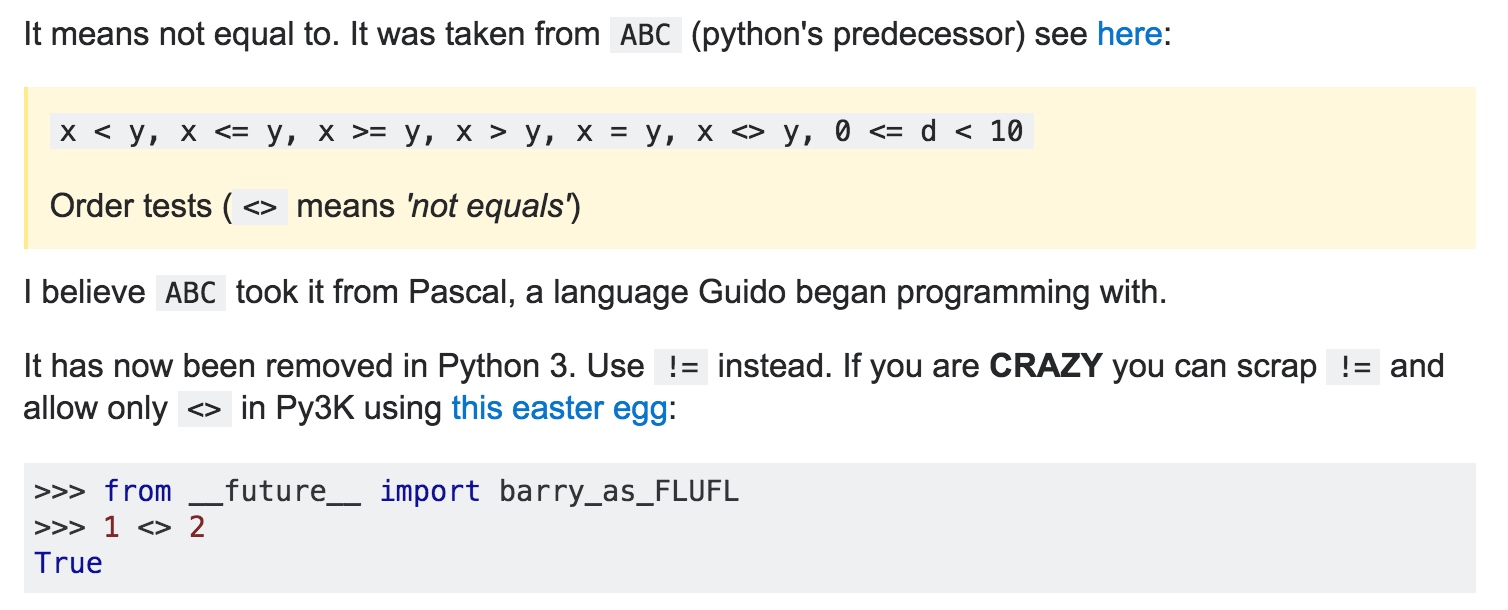 It means not equal to. It was taken from ABC (python's predecessor) see here:
x < y, x <= y, x >= y, x > y, x = y, x <> y, 0 <= d < 10
Order tests ( <> means 'not equals')
I believe ABC took it from Pascal, a language Guido began programming with.
It has now been removed in Python 3. Use != instead. If you are CRAZY you can scrap != and
allow only <> in Py3K using this easter egg:
>>> from __future__ import barry_as_FLUFL
>>> 1 <> 2
True